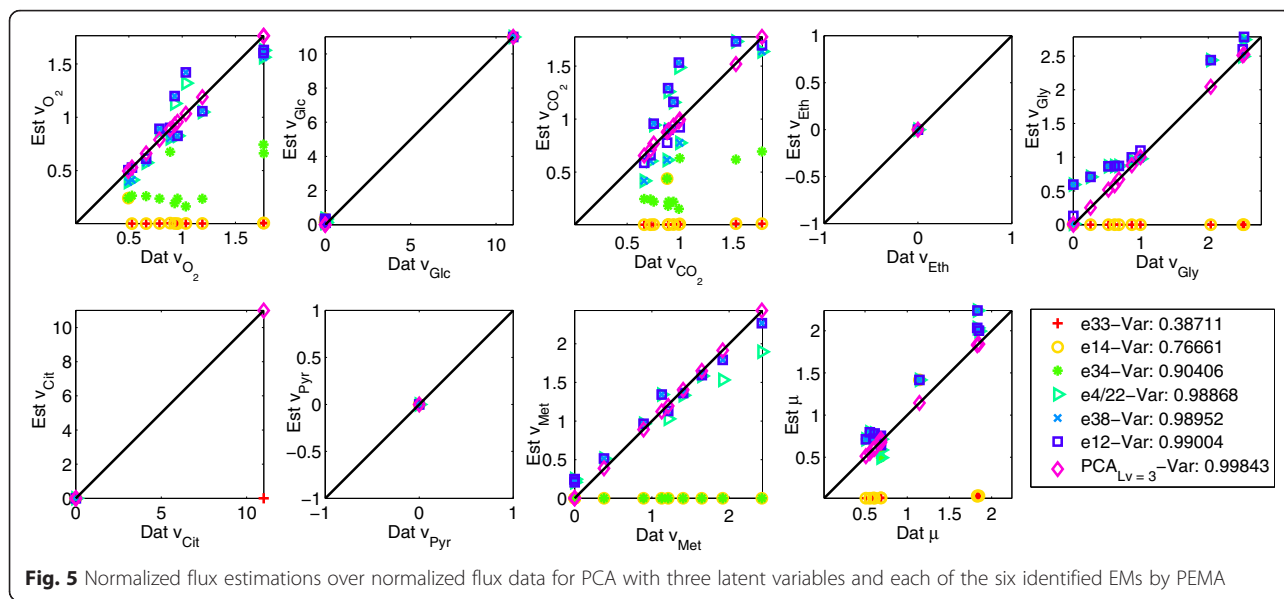 1.5
1
0.5
Est v_O2
0.5 1 1.5
Dat v_O2
10
8
6
4
2
0
Est v_Glc
0 5 10
Dat v_Glc
1.5
1
0.5
Est v_CO2
0.5 1 1.5
Dat v_CO2
1
0.5
0
−0.5
−1
Est v_Eth
−1 0 1
Dat v_Eth
2.5
2
1.5
1
0.5
0
Est v_Gly
0 1 2
Dat v_Gly
10
8
6
4
2
0
Est v_Cit
0 5 10
Dat v_Cit
1
0.5
0
−0.5
−1
Est v_Pyr
−1 0 1
Dat v_Pyr
2
1.5
1
0.5
0
Est v_Met
0 1 2
Dat v_Met
2
1.5
1
0.5
Est μ
0.5 1 1.5 2
Dat μ
e33−Var: 0.38711
e14−Var: 0.76661
e34−Var: 0.90406
e4/22−Var: 0.98868
e38−Var: 0.98952
e12−Var: 0.99004
PCA_Lv = 3−Var: 0.99843
Fig. 5 Normalized flux estimations over normalized flux data for PCA with three latent variables and each of the six identified EMs by PEMA